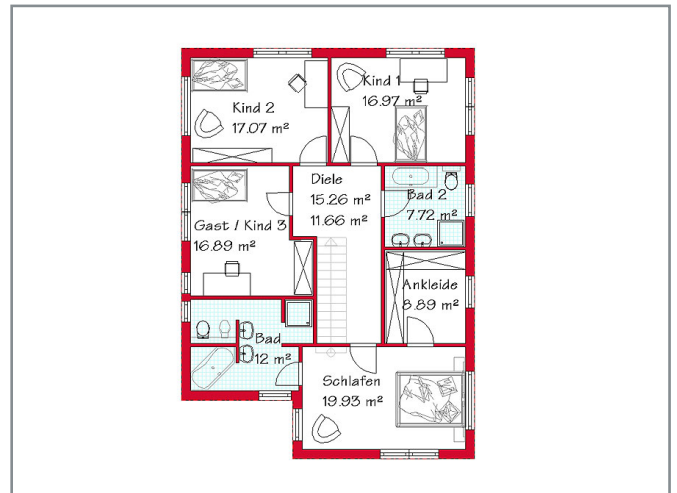 Kind 2
17.07 m²
Kind 1
16.97 m²
Diele
15.26 m²
11.66 m²
Bad 2
7.72 m²
Gast / Kind 3
16.89 m²
Ankleide
8.89 m²
Bad
12 m²
Schlafen
19.93 m²